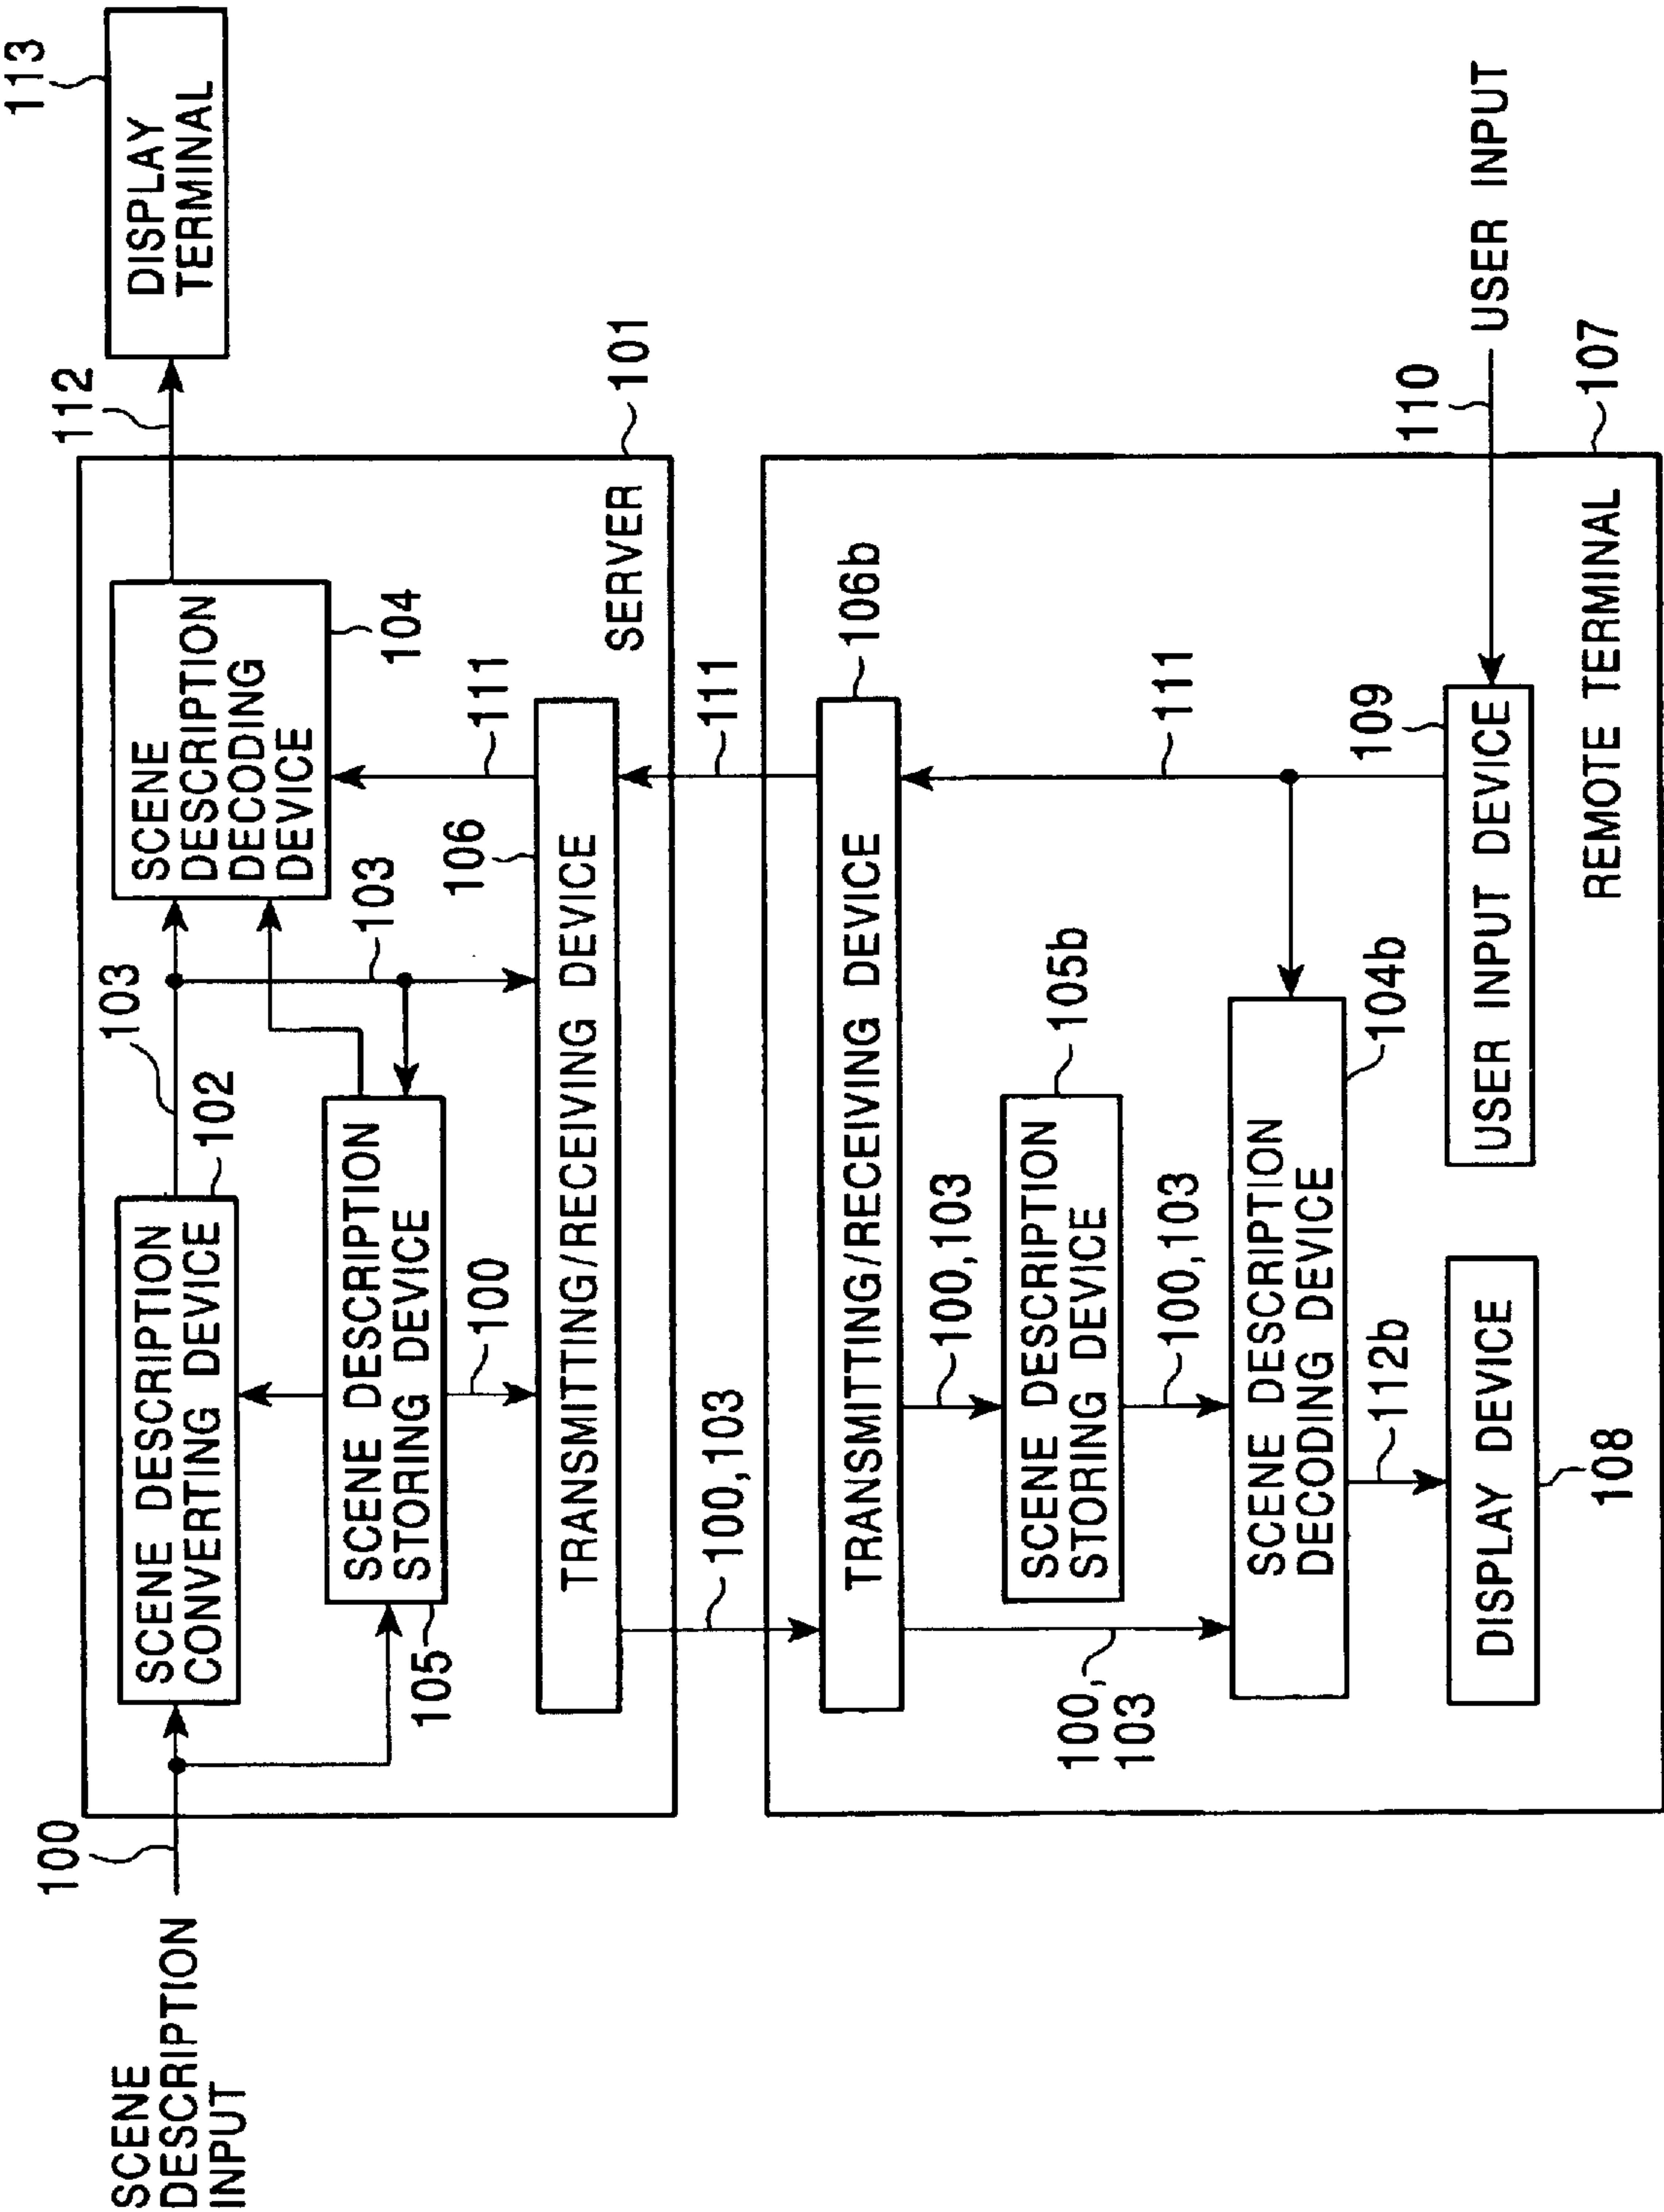 SCENE
DESCRIPTION
INPUT
100
SCENE DESCRIPTION
CONVERTING DEVICE
102
103
103
SCENE
DESCRIPTION
DECODING
DEVICE
104
112
DISPLAY
TERMINAL
113
SCENE DESCRIPTION
STORING DEVICE
105
100
106
111
SERVER
101
TRANSMITTING/RECEIVING DEVICE
100,103
111
TRANSMITTING/RECEIVING DEVICE
106b
100,103
100,
103
SCENE DESCRIPTION
STORING DEVICE
105b
100,103
111
SCENE DESCRIPTION
DECODING DEVICE
104b
112b
DISPLAY DEVICE
108
USER INPUT DEVICE
109
110
USER INPUT
REMOTE TERMINAL
107